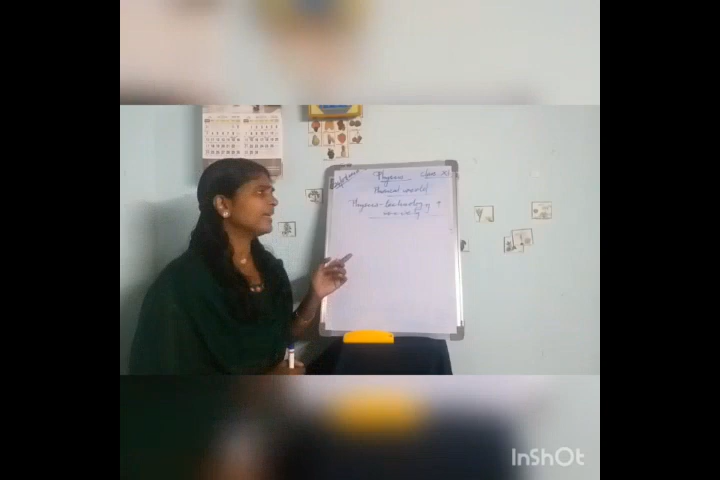 Physics Class XI
Physical world
Physics - technology &
society
InShOt